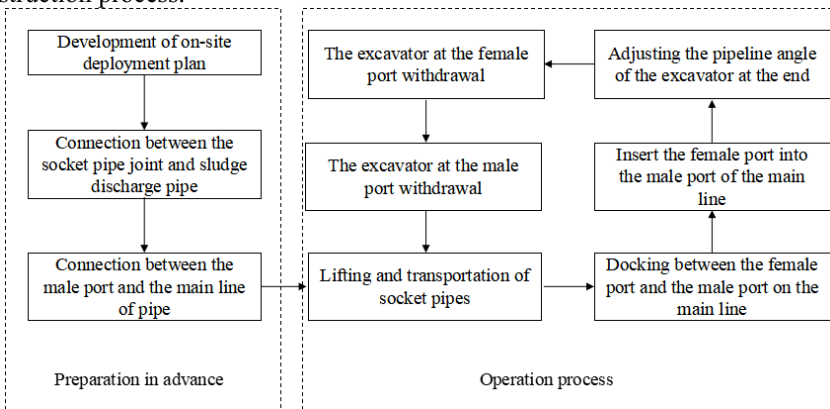 struction process.
Development of on-site
deployment plan
Connection between the
socket pipe joint and sludge
discharge pipe
Connection between the
male port and the main line
of pipe
Preparation in advance
The excavator at the female
port withdrawal
The excavator at the male
port withdrawal
Lifting and transportation of
socket pipes
Adjusting the pipeline angle
of the excavator at the end
Insert the female port into
the male port of the main
line
Docking between the female
port and the male port on the
main line
Operation process